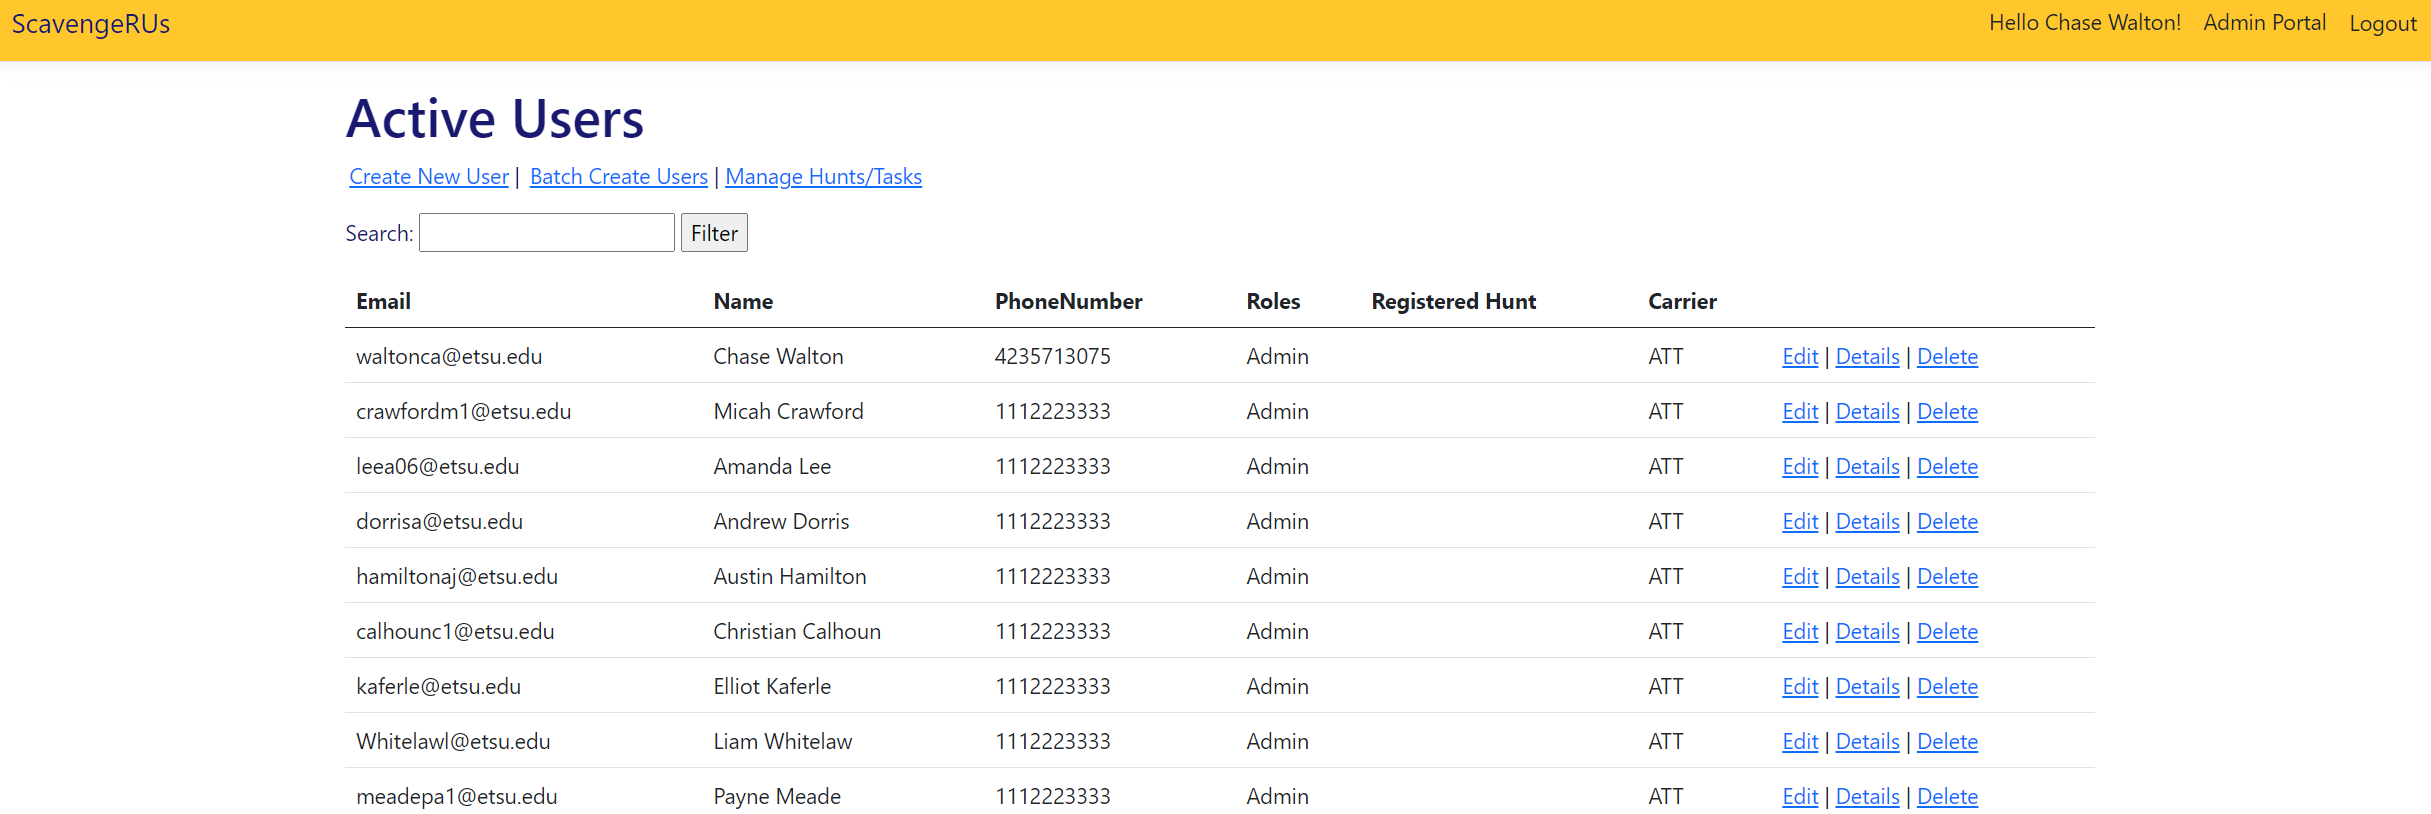 ScavengeRUs Hello Chase Walton! Admin Portal Logout
Active Users
Create New User | Batch Create Users | Manage Hunts/Tasks
Search: Filter
Email Name PhoneNumber Roles Registered Hunt Carrier
waltonca@etsu.edu Chase Walton 4235713075 Admin ATT Edit | Details | Delete
crawfordm1@etsu.edu Micah Crawford 1112223333 Admin ATT Edit | Details | Delete
leea06@etsu.edu Amanda Lee 1112223333 Admin ATT Edit | Details | Delete
dorrisa@etsu.edu Andrew Dorris 1112223333 Admin ATT Edit | Details | Delete
hamiltonaj@etsu.edu Austin Hamilton 1112223333 Admin ATT Edit | Details | Delete
calhounc1@etsu.edu Christian Calhoun 1112223333 Admin ATT Edit | Details | Delete
kaferle@etsu.edu Elliot Kaferle 1112223333 Admin ATT Edit | Details | Delete
Whitelawl@etsu.edu Liam Whitelaw 1112223333 Admin ATT Edit | Details | Delete
meadepa1@etsu.edu Payne Meade 1112223333 Admin ATT Edit | Details | Delete